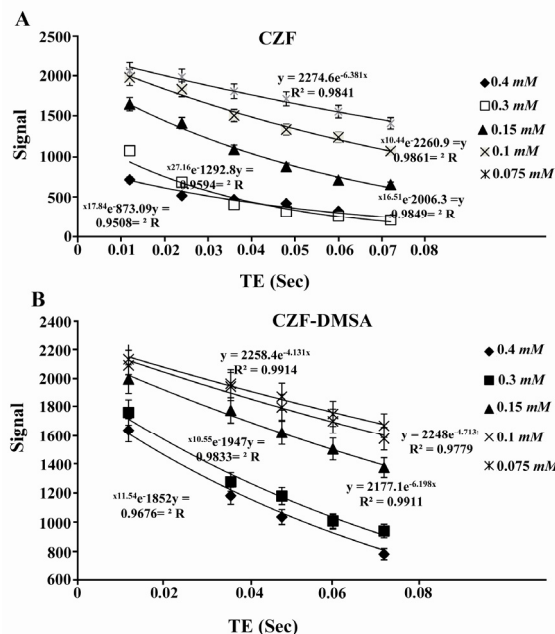 A
CZF
2500
2000
1500
1000
500
0
Signal
y = 2274.6e-6.381x
R² = 0.9841
x10.44e-2260.9 =y
0.9861= ² R
x27.16e-1292.8=y
0.9594= ² R
x16.51e-2006.3 =y
0.9849= ² R
x17.84e-873.09=y
0.9508= ² R
0.4 mM
0.3 mM
0.15 mM
0.1 mM
0.075 mM
0 0.01 0.02 0.03 0.04 0.05 0.06 0.07 0.08
TE (Sec)
B
CZF-DMSA
2400
2200
2000
1800
1600
1400
1200
1000
800
600
Signal
y = 2258.4e-4.131x
R² = 0.9914
x10.55e-1947y =
0.9833= ² R
y = 2248e-4.713x
R² = 0.9779
x11.54e-1852y =
0.9676= ² R
y = 2177.1e-6.198x
R² = 0.9911
0.4 mM
0.3 mM
0.15 mM
0.1 mM
0.075 mM
0.00 0.02 0.04 0.06 0.08
TE (Sec)